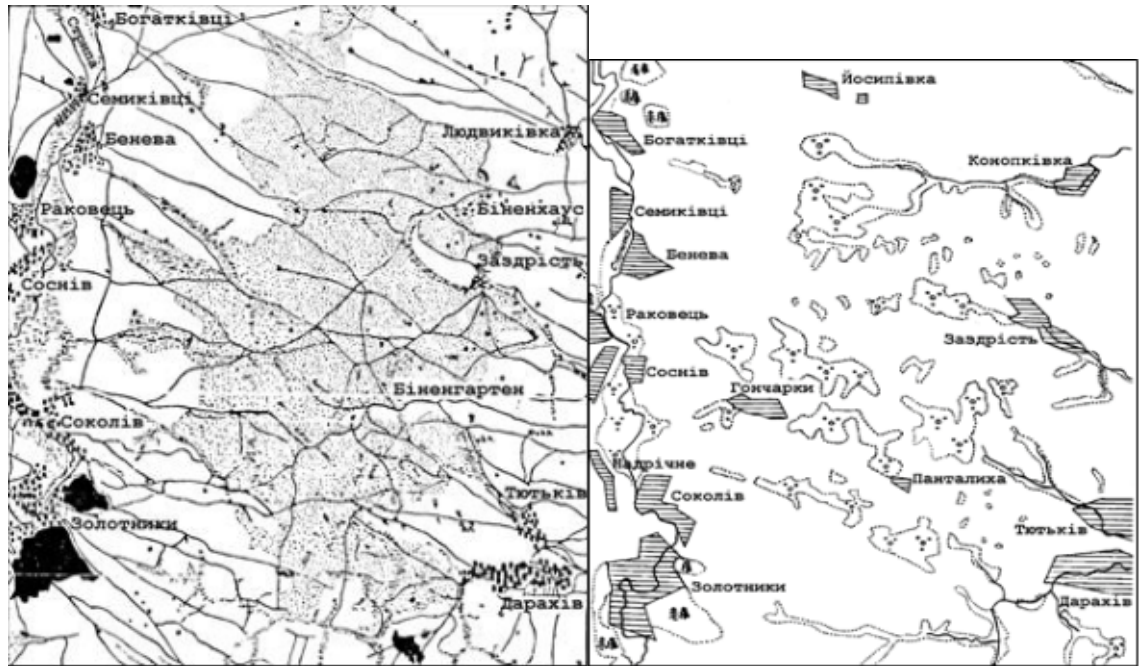 Богатківці
Стрипа
Семиківці
Бенева
Людвиківка
Раковець
Біненхаус
Заздрість
Соснів
Біненгартен
Соколів
Тютьків
Золотники
Дарахів
Йосипівка
Богатківці
Конопківка
Семиківці
Бенева
Раковець
Заздрість
Соснів
Гончарки
Надрічне
Панталиха
Соколів
Тютьків
Золотники
Дарахів